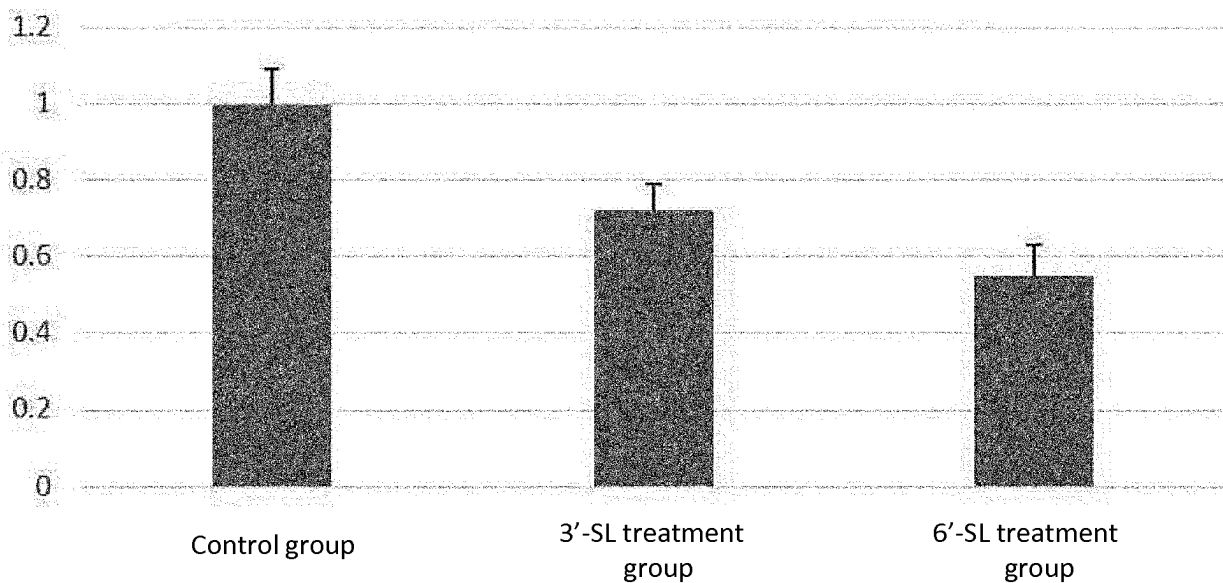 1.2
1
0.8
0.6
0.4
0.2
0
Control group
3’-SL treatment
group
6’-SL treatment
group